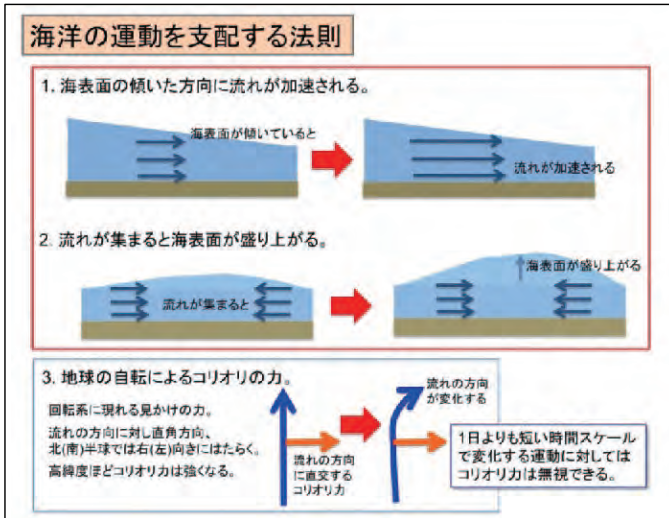 海洋の運動を支配する法則
1. 海表面の傾いた方向に流れが加速される。
海表面が傾いていると
流れが加速される
2. 流れが集まると海表面が盛り上がる。
流れが集まると
海表面が盛り上がる
3. 地球の自転によるコリオリの力。
回転系に現れる見かけの力。
流れの方向に対し直角方向、
北(南)半球では右(左)向きにはたらく。
高緯度ほどコリオリ力は強くなる。
流れの方向
に直交する
コリオリ力
流れの方向
が変化する
1日よりも短い時間スケール
で変化する運動に対しては
コリオリ力は無視できる。